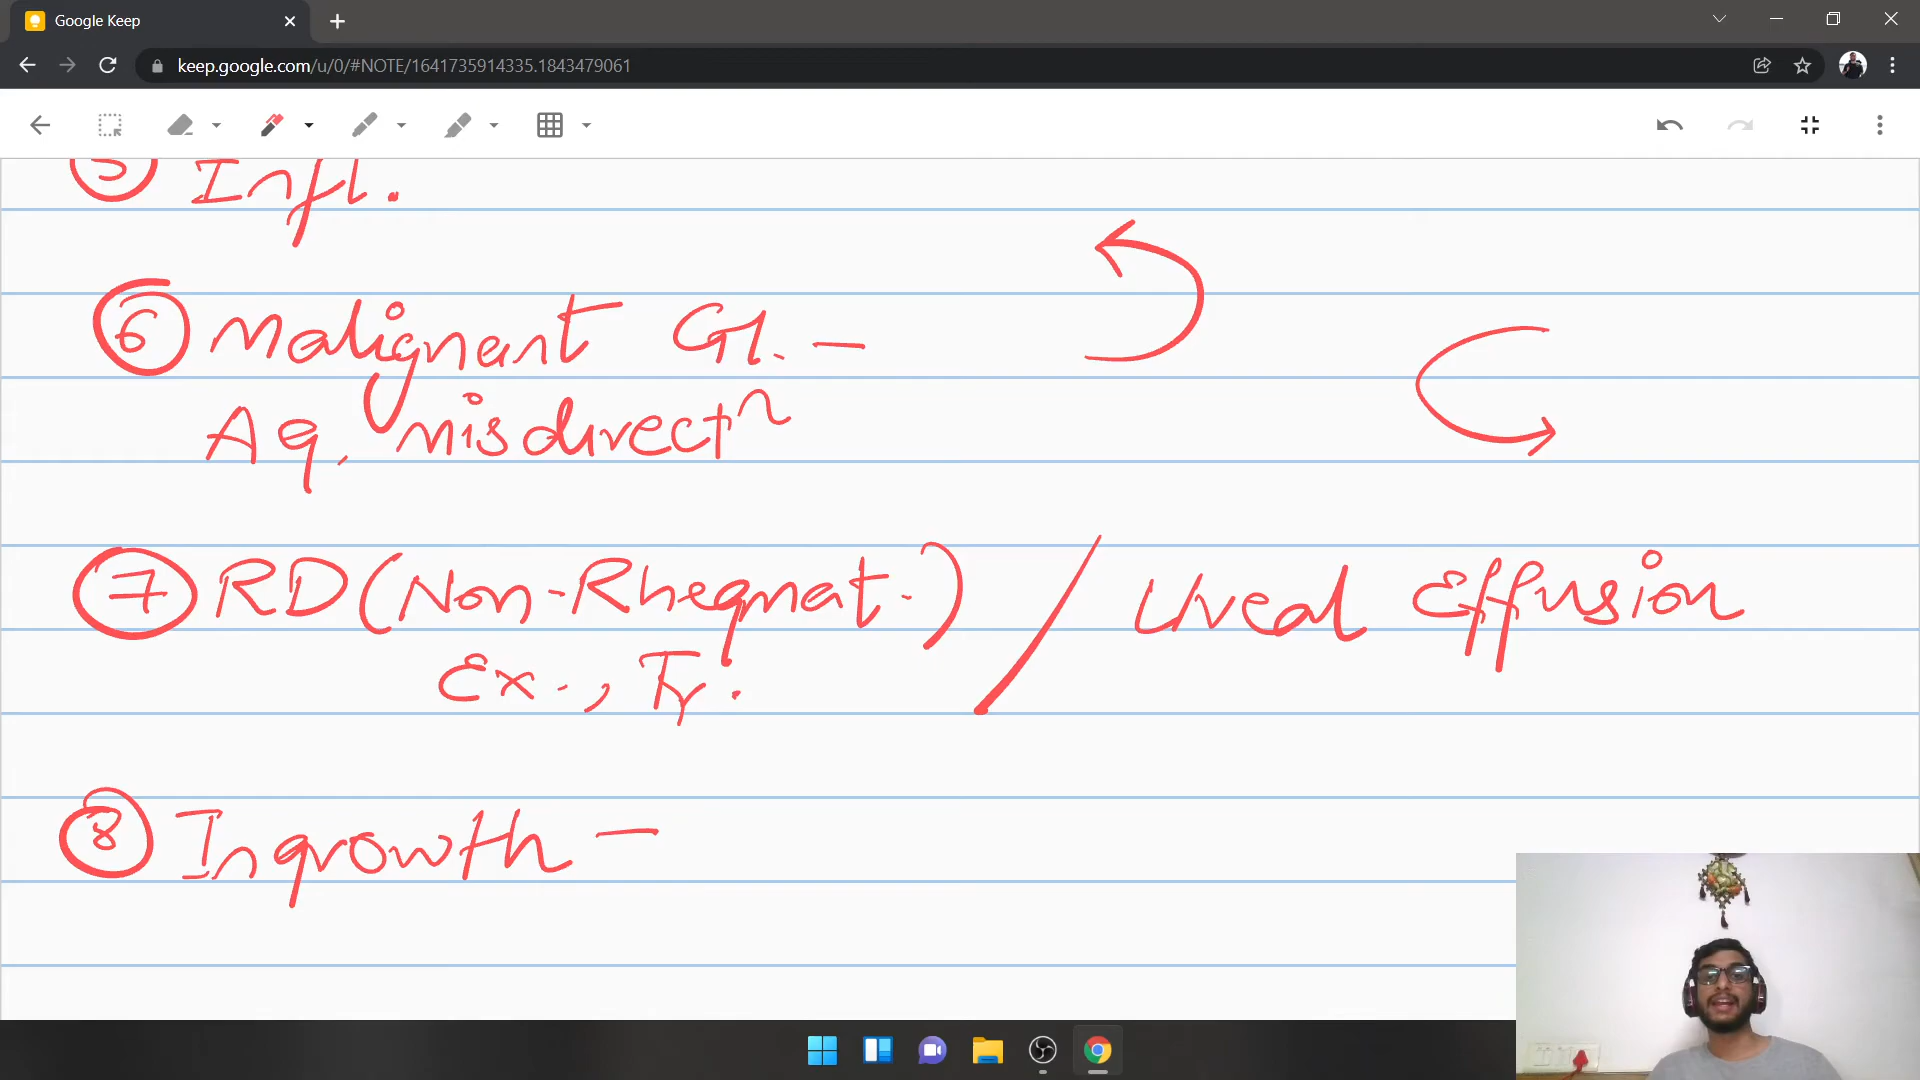 Google Keep
keep.google.com/u/0/#NOTE/1641735914335.1843479061
5 Infl.
6 Malignant Gl. -
Aq. misdirectn
7 RD (Non-Rhegmat.) / Uveal Effusion
Ex., Tr.
8 Ingrowth -